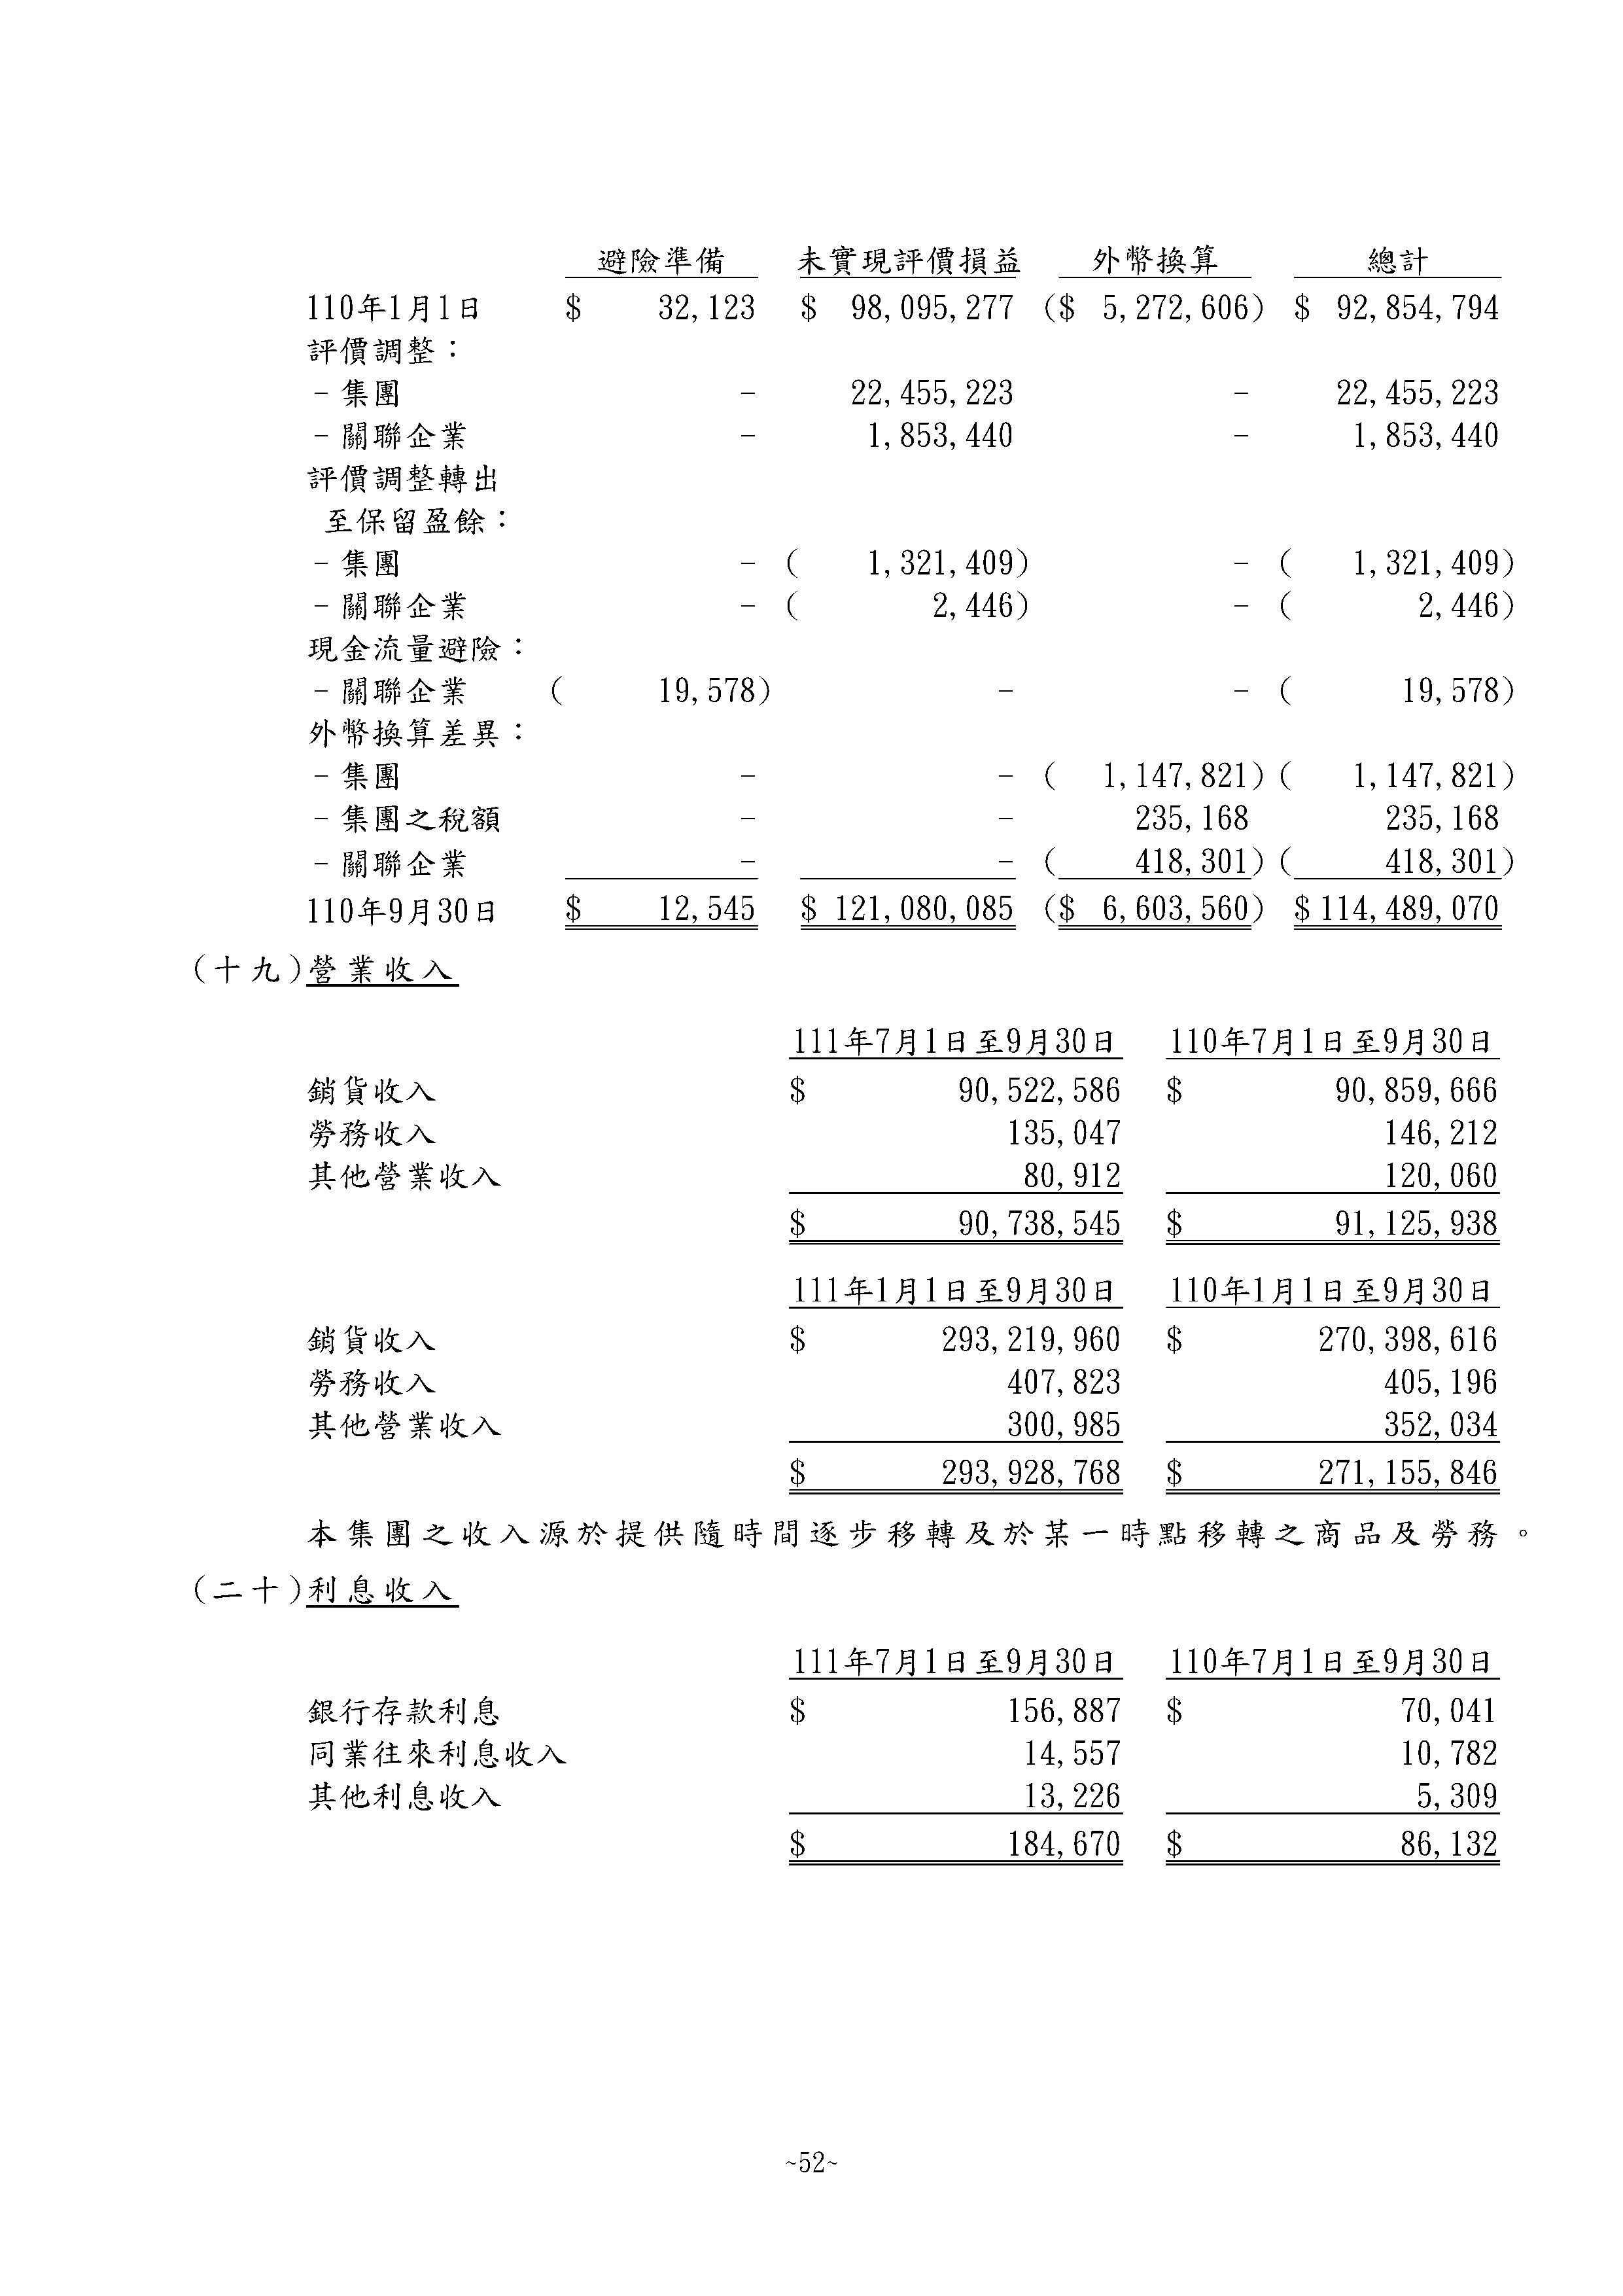 避險準備 未實現評價損益 外幣換算 總計
110年1月1日 $ 32,123 $ 98,095,277 ($ 5,272,606) $ 92,854,794
評價調整：
–集團 – 22,455,223 – 22,455,223
–關聯企業 – 1,853,440 – 1,853,440
評價調整轉出
至保留盈餘：
–集團 – ( 1,321,409) – ( 1,321,409)
–關聯企業 – ( 2,446) – ( 2,446)
現金流量避險：
–關聯企業 ( 19,578) – – ( 19,578)
外幣換算差異：
–集團 – – ( 1,147,821) ( 1,147,821)
–集團之稅額 – – 235,168 235,168
–關聯企業 – – ( 418,301) ( 418,301)
110年9月30日 $ 12,545 $ 121,080,085 ($ 6,603,560) $ 114,489,070
(十九)營業收入
111年7月1日至9月30日 110年7月1日至9月30日
銷貨收入 $ 90,522,586 $ 90,859,666
勞務收入 135,047 146,212
其他營業收入 80,912 120,060
$ 90,738,545 $ 91,125,938
111年1月1日至9月30日 110年1月1日至9月30日
銷貨收入 $ 293,219,960 $ 270,398,616
勞務收入 407,823 405,196
其他營業收入 300,985 352,034
$ 293,928,768 $ 271,155,846
本集團之收入源於提供隨時間逐步移轉及於某一時點移轉之商品及勞務。
(二十)利息收入
111年7月1日至9月30日 110年7月1日至9月30日
銀行存款利息 $ 156,887 $ 70,041
同業往來利息收入 14,557 10,782
其他利息收入 13,226 5,309
$ 184,670 $ 86,132
~52~